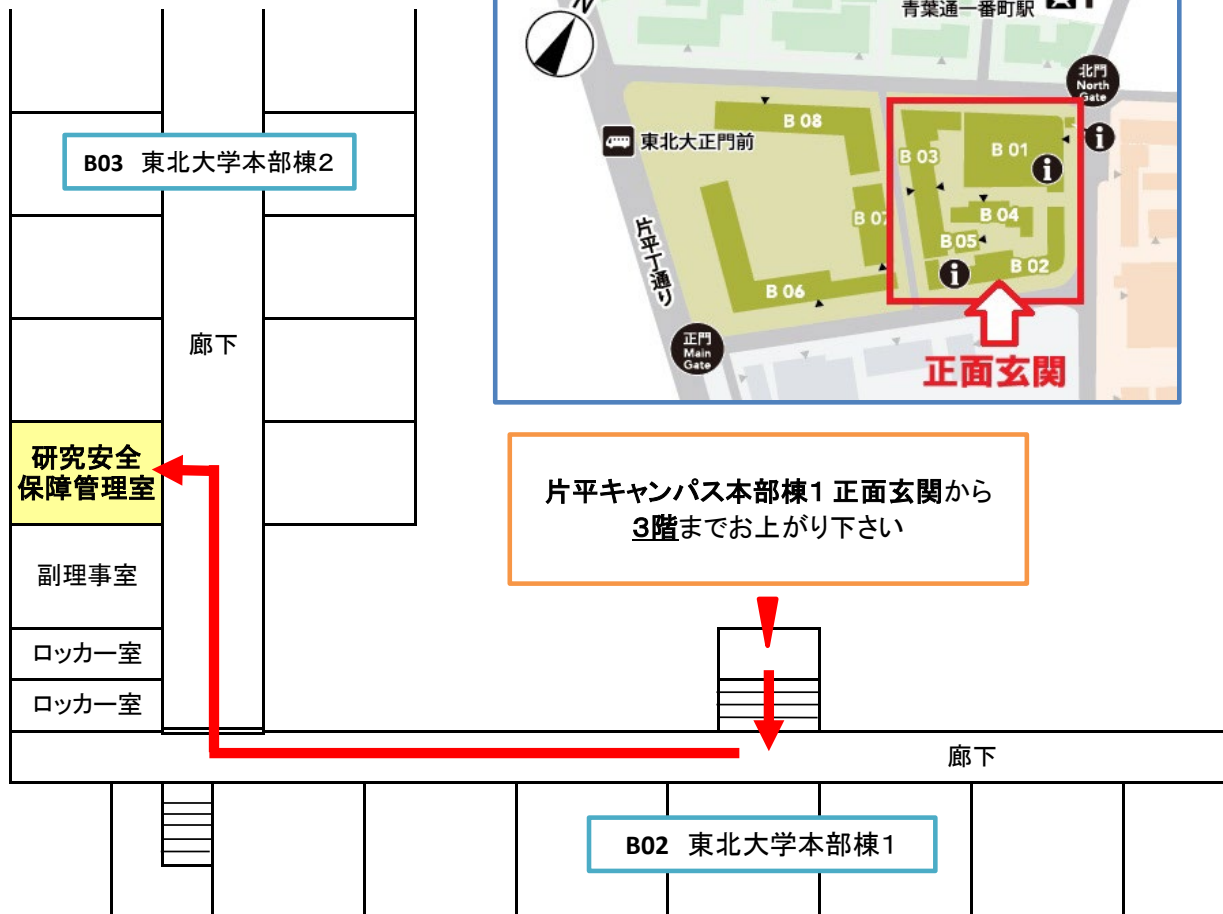 N
青葉通一番町駅
北門
North
Gate
B 08
東北大正門前
B 03
B 01
B 07
B 04
B 05
B 02
B 06
片平丁通り
正門
Main
Gate
正面玄関
B03 東北大学本部棟2
廊下
研究安全
保障管理室
副理事室
ロッカー室
ロッカー室
片平キャンパス本部棟1 正面玄関から
3階までお上がり下さい
廊下
B02 東北大学本部棟1